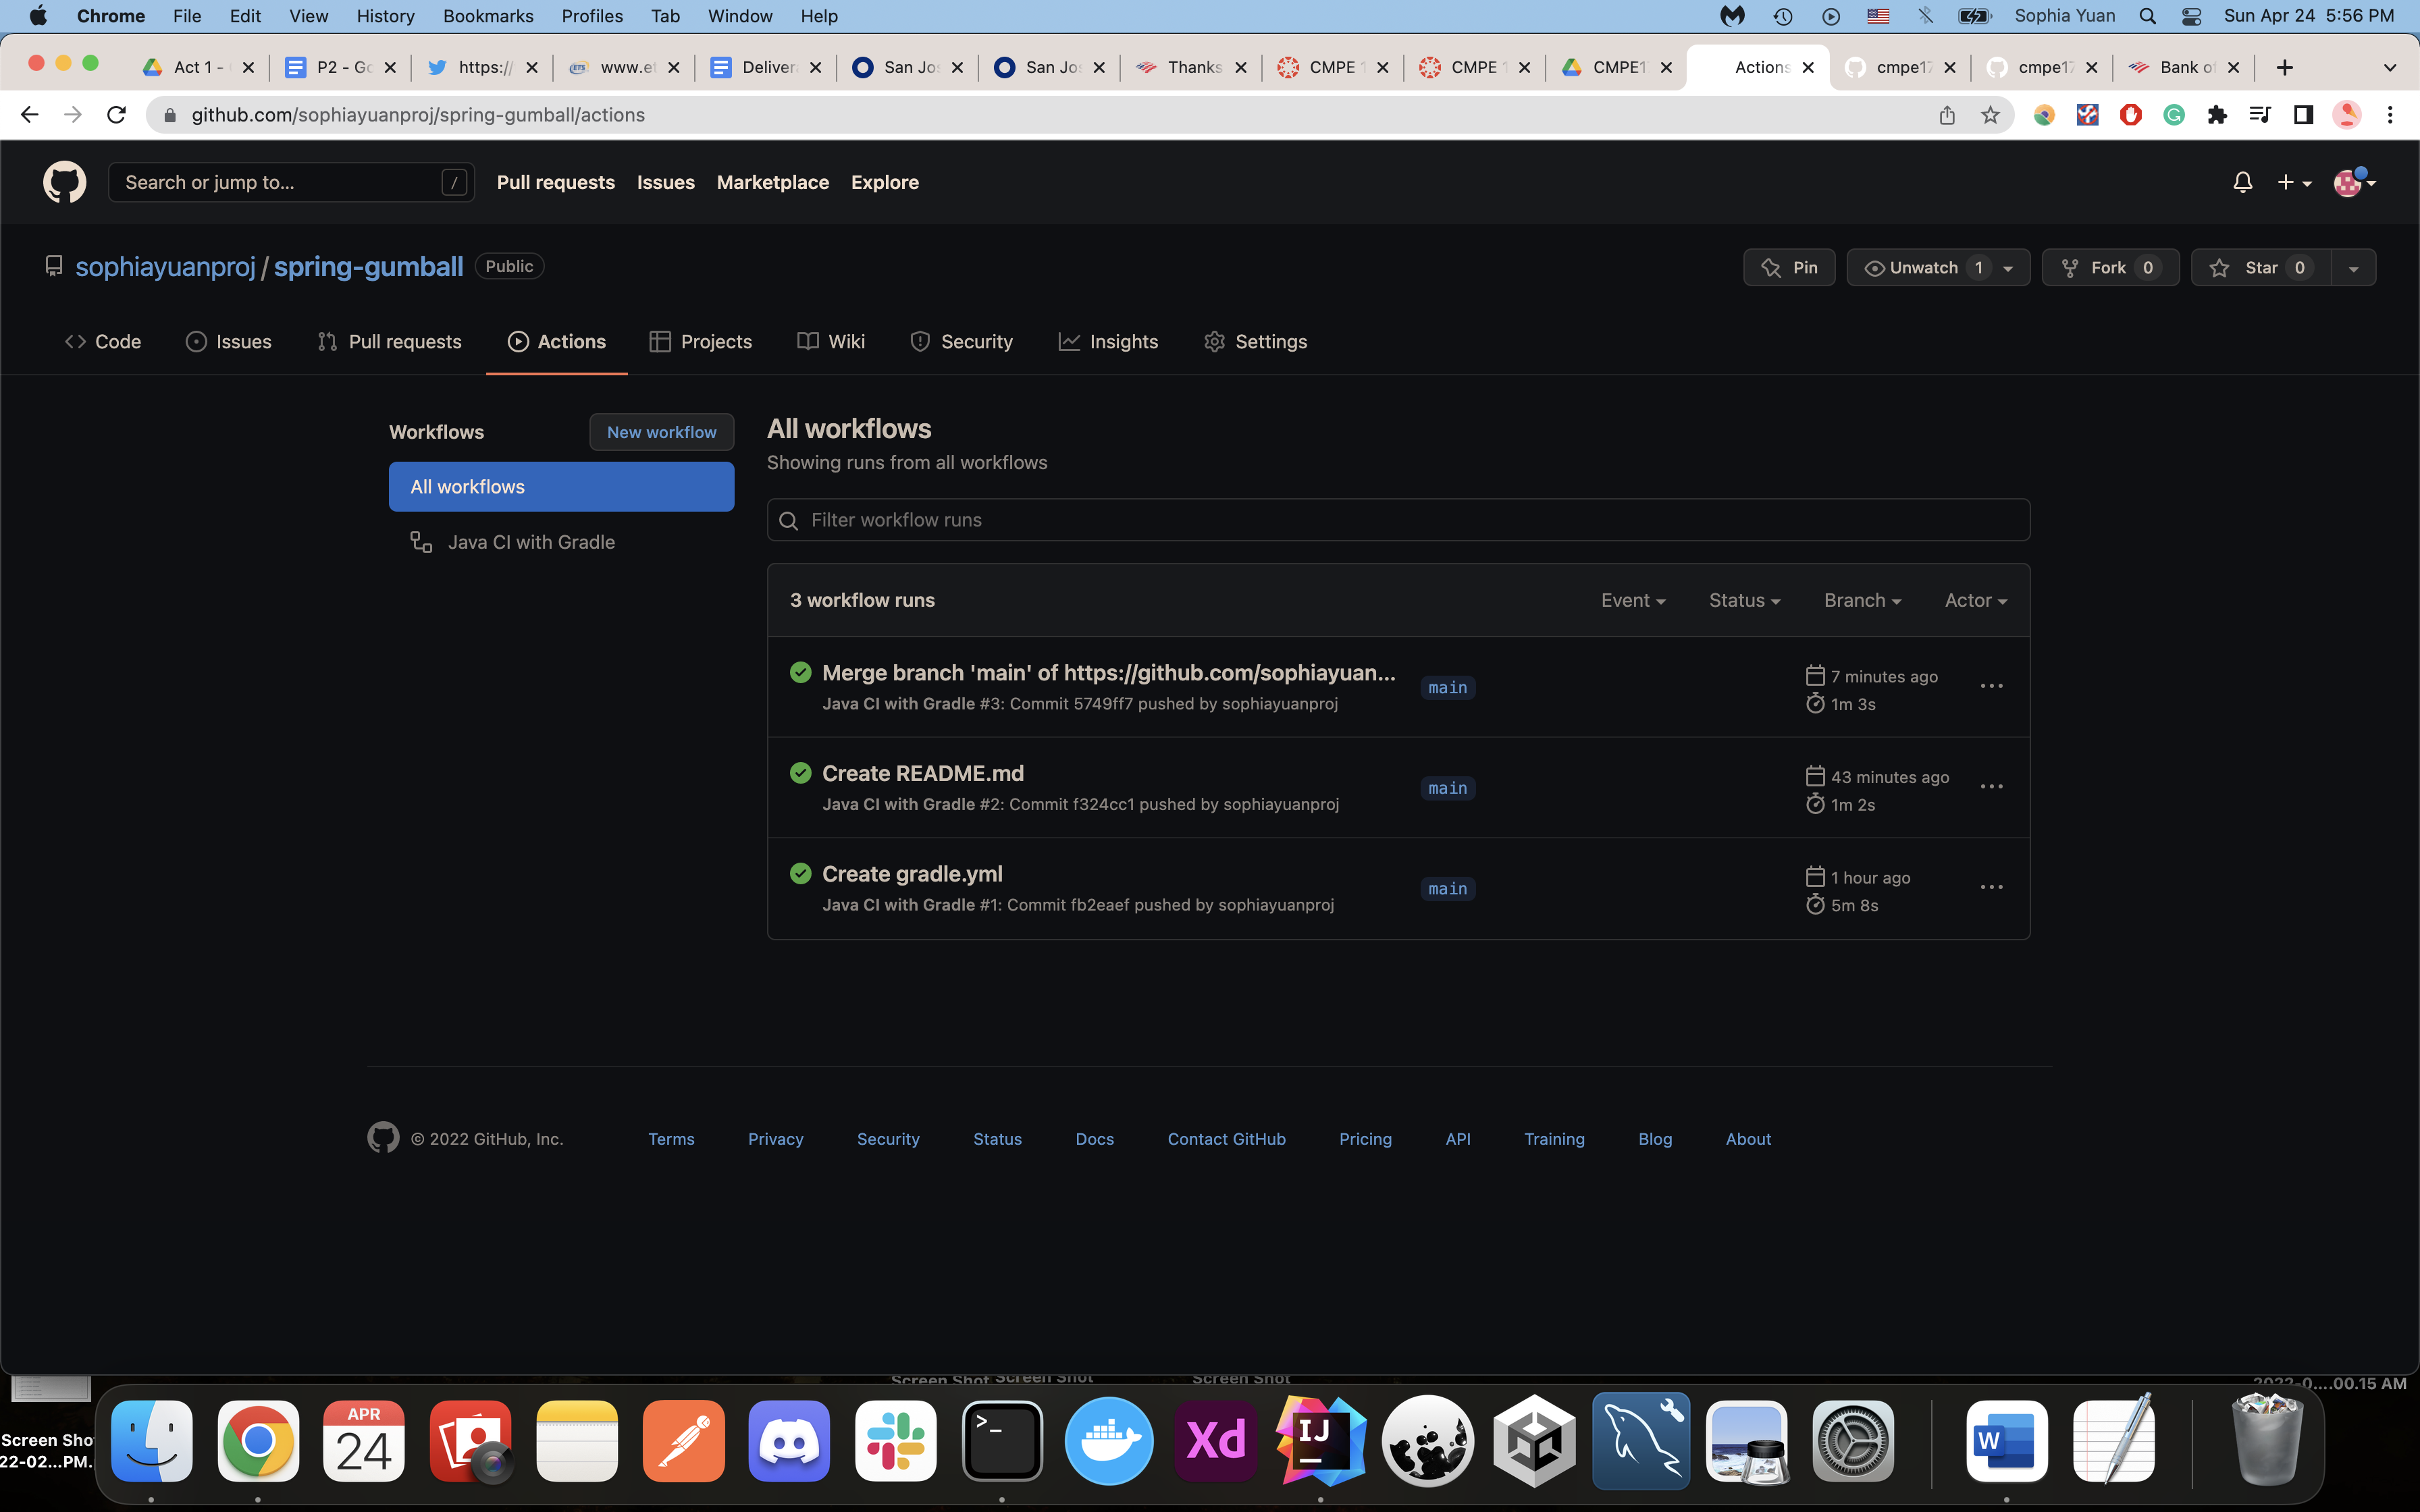 Chrome File Edit View History Bookmarks Profiles Tab Window Help Sophia Yuan Sun Apr 24 5:56 PM
Act 1 - P2 - Go https:// www.et Deliver San Jos San Jos Thanks CMPE 1 CMPE 1 CMPE1 Actions cmpe17 cmpe17 Bank of
github.com/sophiayuanproj/spring-gumball/actions
Search or jump to... / Pull requests Issues Marketplace Explore
sophiayuanproj / spring-gumball Public Pin Unwatch 1 Fork 0 Star 0
Code Issues Pull requests Actions Projects Wiki Security Insights Settings
Workflows New workflow
All workflows
Java CI with Gradle
All workflows
Showing runs from all workflows
Filter workflow runs
3 workflow runs Event Status Branch Actor
Merge branch 'main' of https://github.com/sophiayuan... main 7 minutes ago
Java CI with Gradle #3: Commit 5749ff7 pushed by sophiayuanproj 1m 3s
Create README.md main 43 minutes ago
Java CI with Gradle #2: Commit f324cc1 pushed by sophiayuanproj 1m 2s
Create gradle.yml main 1 hour ago
Java CI with Gradle #1: Commit fb2eaef pushed by sophiayuanproj 5m 8s
© 2022 GitHub, Inc. Terms Privacy Security Status Docs Contact GitHub Pricing API Training Blog About
Screen Shot Screen Shot Screen Shot
2022-0....00.15 AM
Screen Sho
22-02...PM.
APR
24
>_
Xd
IJ
W